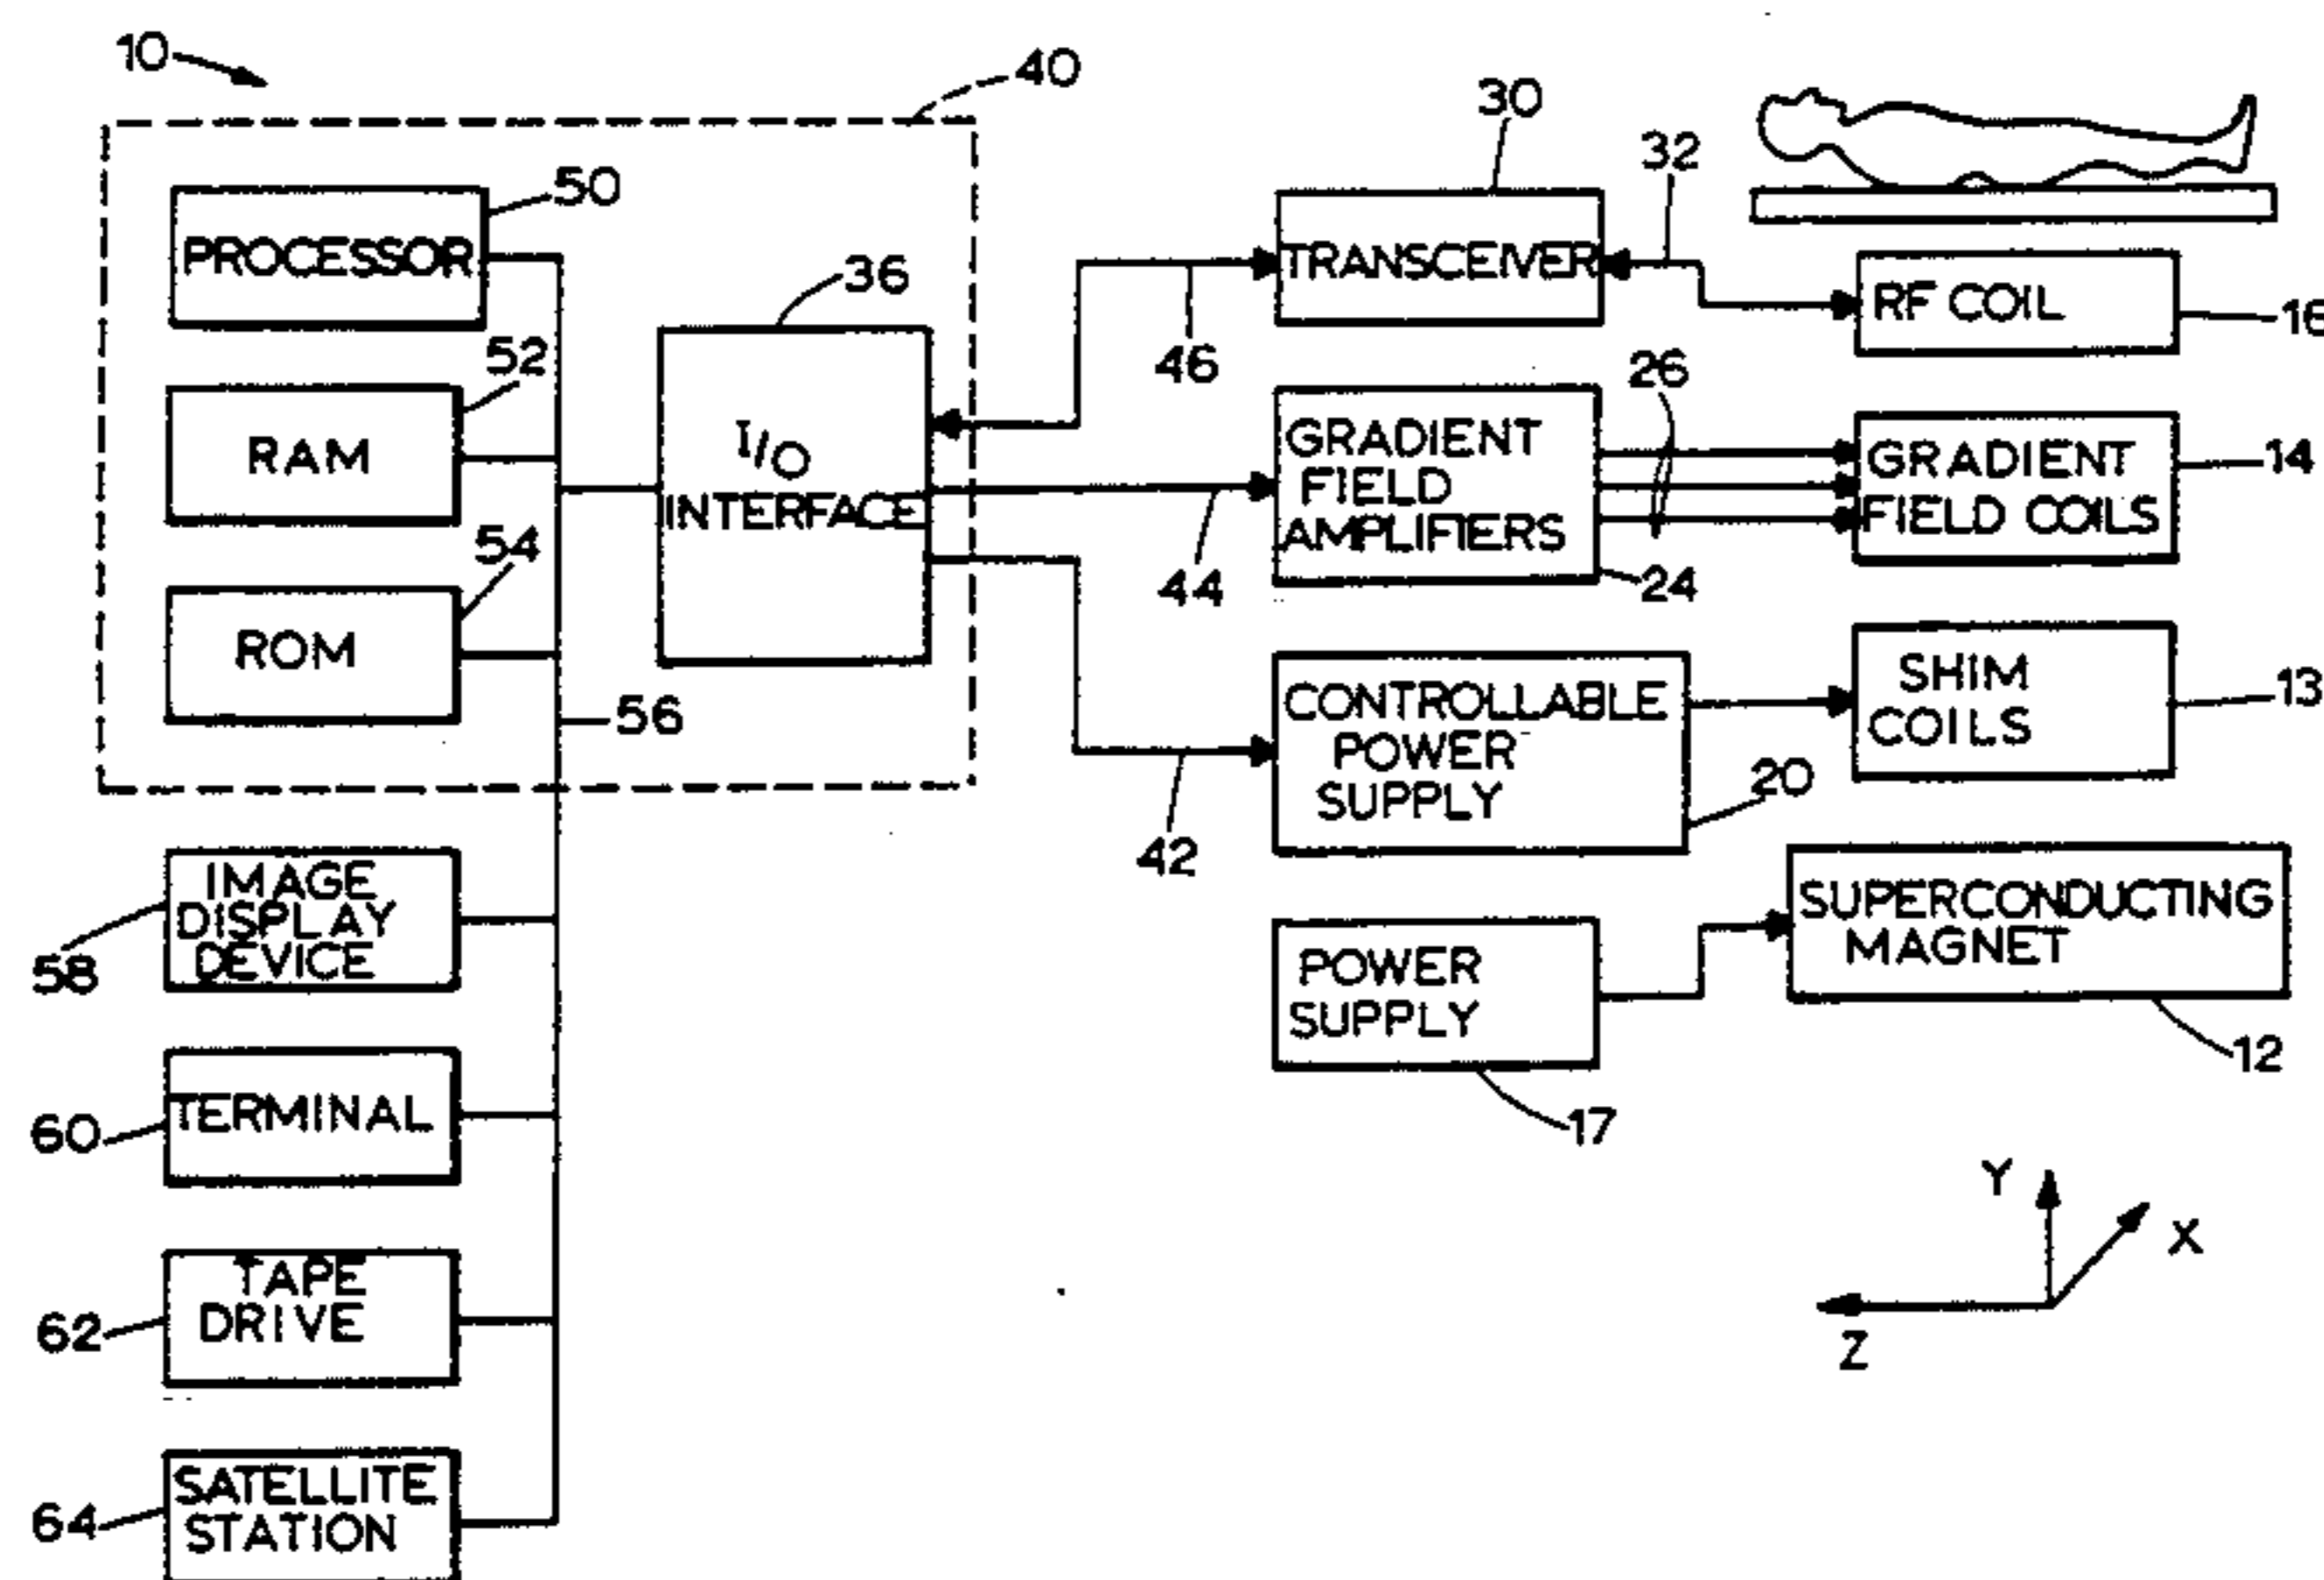 10
40
PROCESSOR
50
RAM
52
ROM
54
36
I/O
INTERFACE
56
IMAGE
DISPLAY
DEVICE
58
TERMINAL
60
TAPE
DRIVE
62
SATELLITE
STATION
64
30
TRANSCEIVER
32
46
RF COIL
GRADIENT
FIELD
AMPLIFIERS
24
26
44
GRADIENT
FIELD COILS
14
CONTROLLABLE
POWER
SUPPLY
20
42
SHIM
COILS
13
POWER
SUPPLY
17
SUPERCONDUCTING
MAGNET
12
Y
X
Z